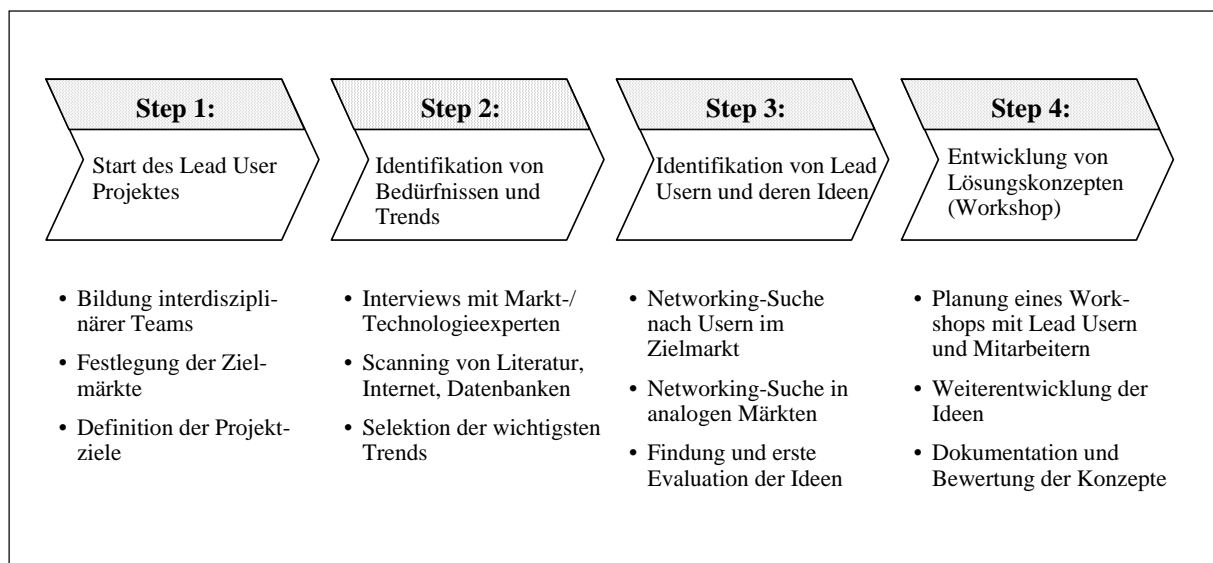 Step 1:
Start des Lead User
Projektes
• Bildung interdiszipli-
närer Teams
• Festlegung der Ziel-
märkte
• Definition der Projekt-
ziele
Step 2:
Identifikation von
Bedürfnissen und
Trends
• Interviews mit Markt-/
Technologieexperten
• Scanning von Literatur,
Internet, Datenbanken
• Selektion der wichtigsten
Trends
Step 3:
Identifikation von Lead
Usern und deren Ideen
• Networking-Suche
nach Usern im
Zielmarkt
• Networking-Suche in
analogen Märkten
• Findung und erste
Evaluation der Ideen
Step 4:
Entwicklung von
Lösungskonzepten
(Workshop)
• Planung eines Work-
shops mit Lead Usern
und Mitarbeitern
• Weiterentwicklung der
Ideen
• Dokumentation und
Bewertung der Konzepte